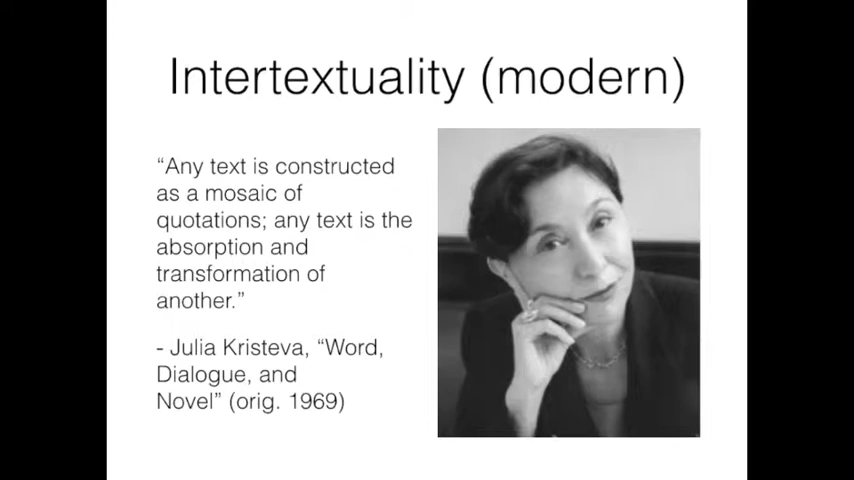 Intertextuality (modern)
“Any text is constructed
as a mosaic of
quotations; any text is the
absorption and
transformation of
another.”
- Julia Kristeva, “Word,
Dialogue, and
Novel” (orig. 1969)